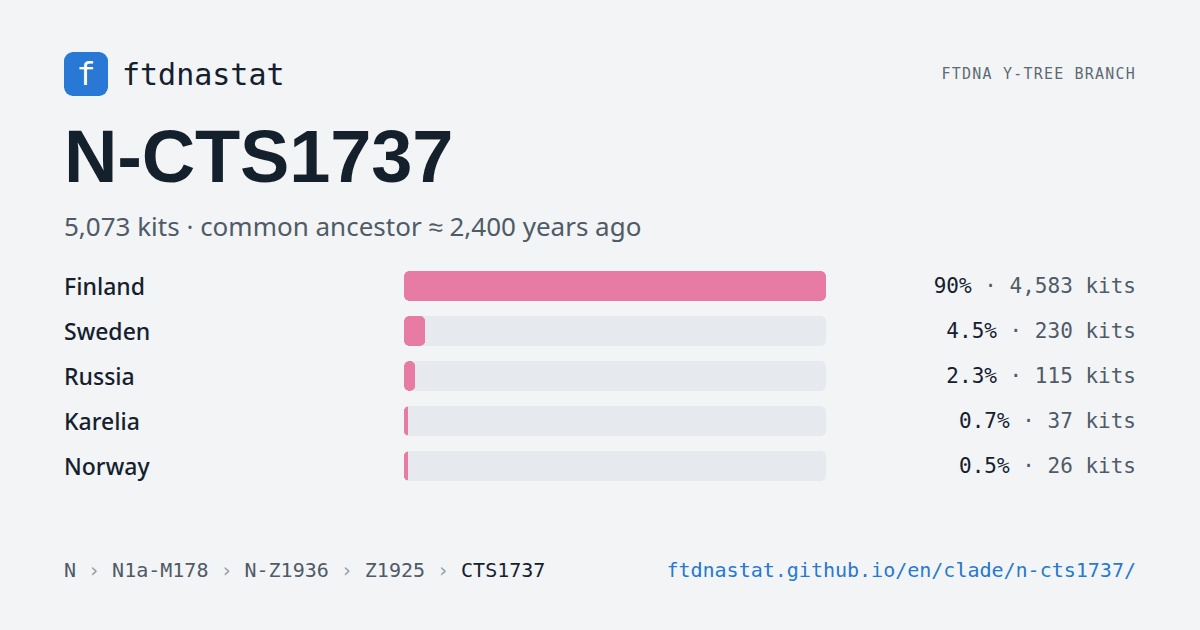 f ftdnastat
FTDNA Y-TREE BRANCH
N-CTS1737
5,073 kits · common ancestor ≈ 2,400 years ago
Finland 90% · 4,583 kits
Sweden 4.5% · 230 kits
Russia 2.3% · 115 kits
Karelia 0.7% · 37 kits
Norway 0.5% · 26 kits
N › N1a-M178 › N-Z1936 › Z1925 › CTS1737
ftdnastat.github.io/en/clade/n-cts1737/